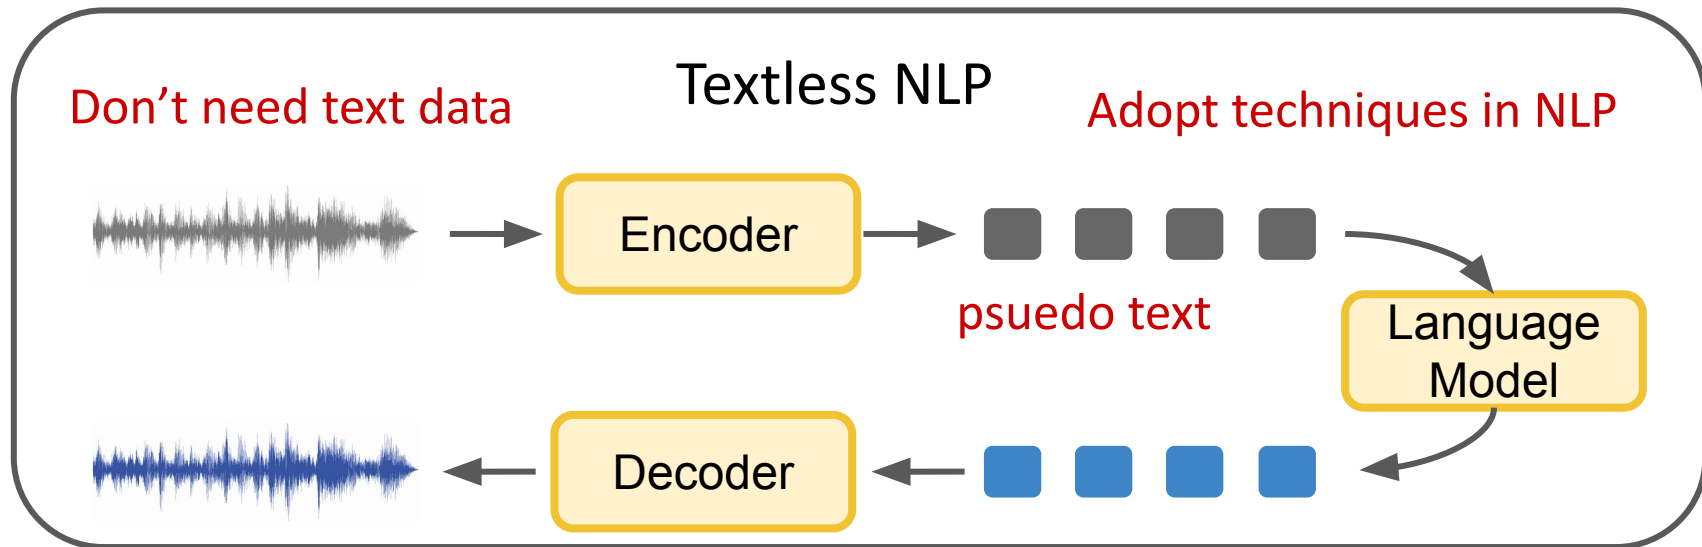 Textless NLP
Don’t need text data
Adopt techniques in NLP
Encoder
psuedo text
Language
Model
Decoder